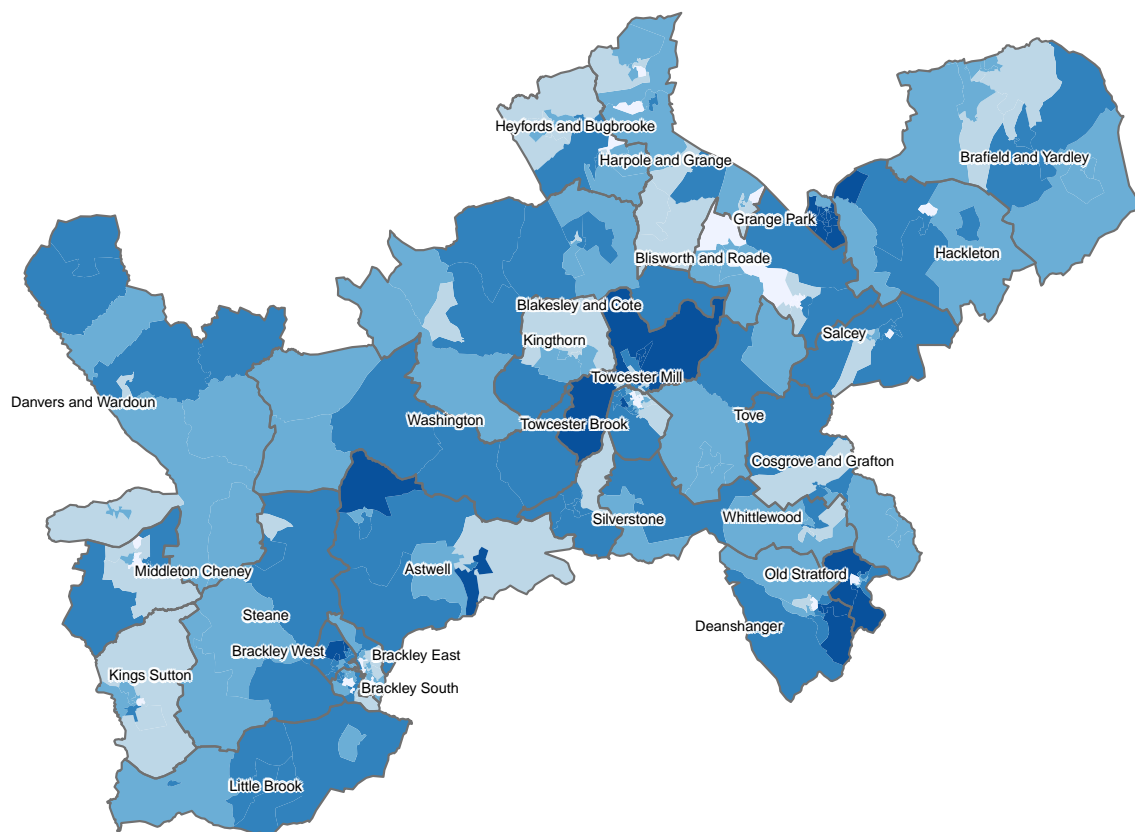 Heyfords and Bugbrooke
Harpole and Grange
Brafield and Yardley
Grange Park
Hackleton
Blisworth and Roade
Blakesley and Cote
Kingthorn
Salcey
Towcester Mill
Danvers and Wardoun
Washington
Towcester Brook
Tove
Cosgrove and Grafton
Silverstone
Whittlewood
Middleton Cheney
Astwell
Old Stratford
Steane
Deanshanger
Brackley West
Brackley East
Kings Sutton
Brackley South
Little Brook